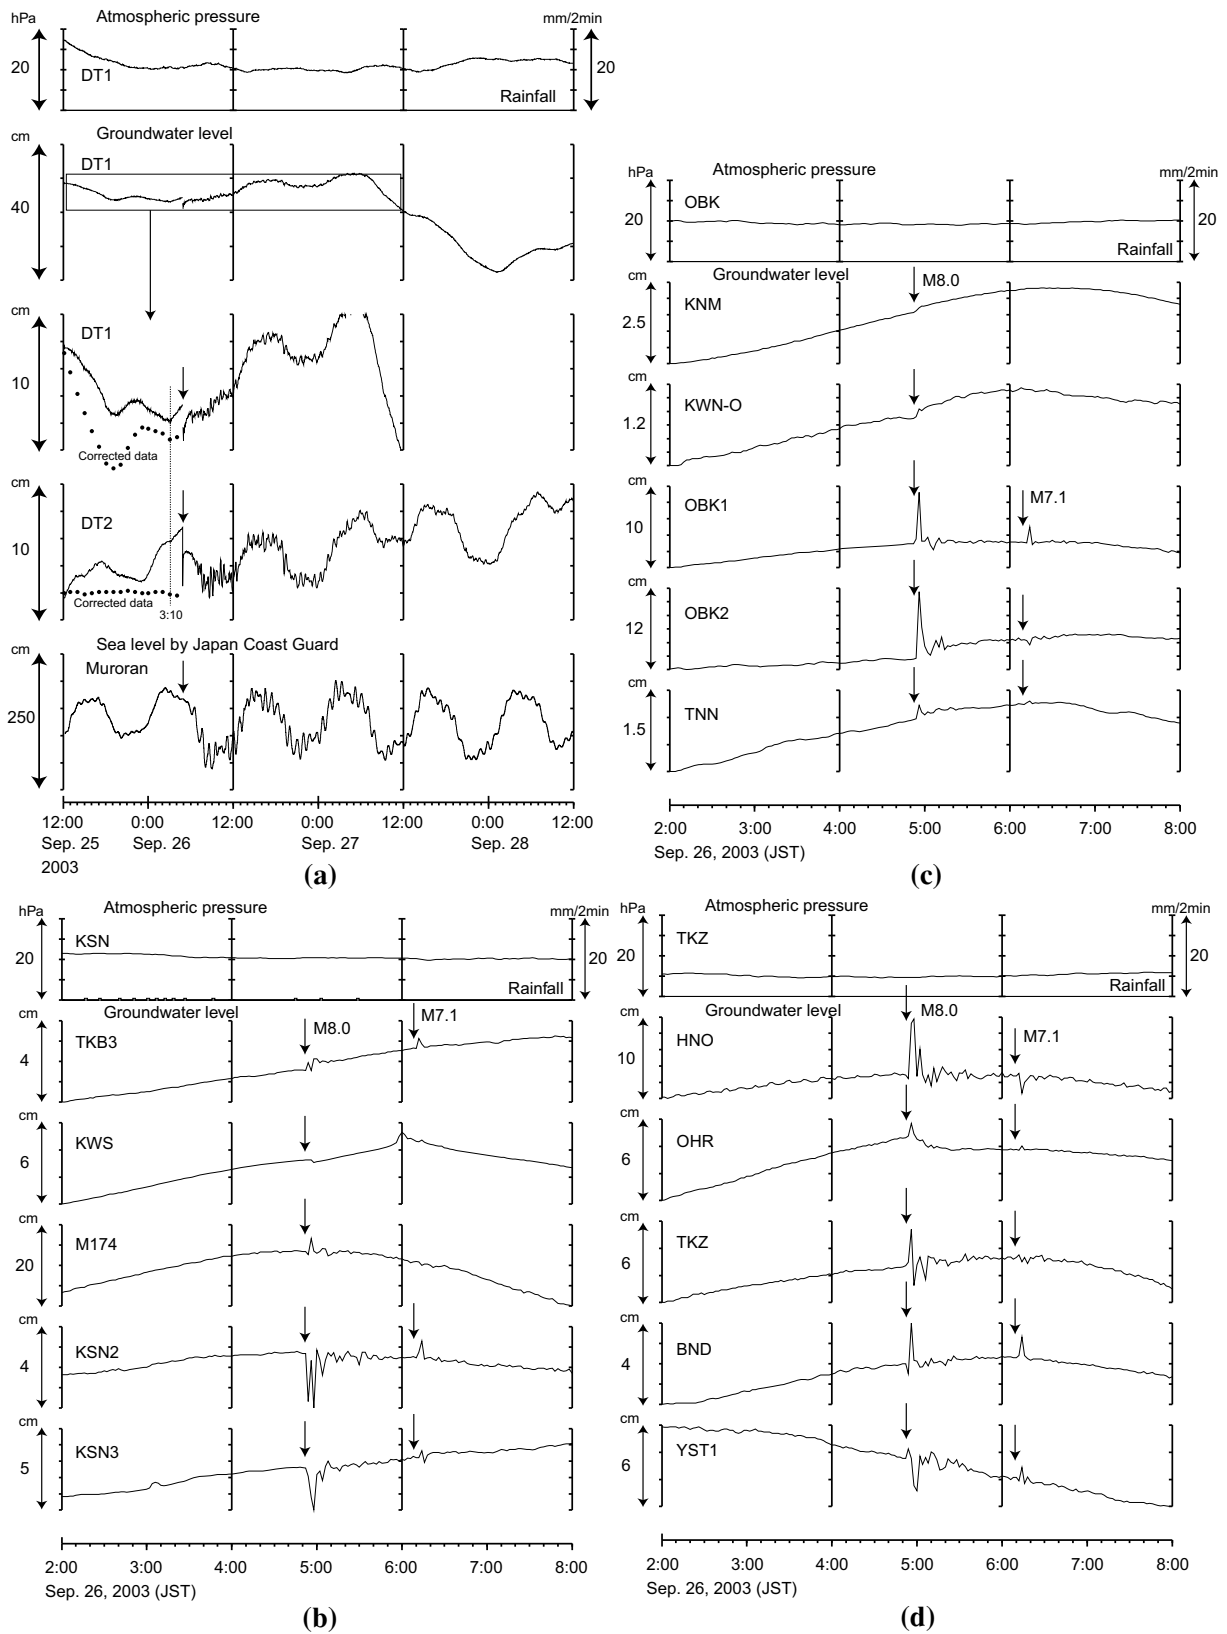 hPa Atmospheric pressure mm/2min
20 DT1 20
Rainfall
cm Groundwater level
DT1
40
cm
DT1
10
Corrected data
cm
DT2
10
Corrected data
3:10
Sea level by Japan Coast Guard
cm
Muroran
250
12:00 0:00 12:00 0:00 12:00 0:00 12:00
Sep. 25 Sep. 26 Sep. 27 Sep. 28
2003
(a)
hPa Atmospheric pressure mm/2min
KSN
20 20
Rainfall
cm Groundwater level
M8.0 M7.1
TKB3
4
cm
KWS
6
cm
M174
20
cm
KSN2
4
cm
KSN3
5
2:00 3:00 4:00 5:00 6:00 7:00 8:00
Sep. 26, 2003 (JST)
(b)
hPa Atmospheric pressure mm/2min
OBK
20 20
Rainfall
cm Groundwater level
M8.0
KNM
2.5
cm
KWN-O
1.2
cm
OBK1 M7.1
10
cm
OBK2
12
cm
TNN
1.5
2:00 3:00 4:00 5:00 6:00 7:00 8:00
Sep. 26, 2003 (JST)
(c)
hPa Atmospheric pressure mm/2min
TKZ
20 20
Rainfall
cm Groundwater level M8.0
HNO M7.1
10
cm
OHR
6
cm
TKZ
6
cm
BND
4
cm
YST1
6
2:00 3:00 4:00 5:00 6:00 7:00 8:00
Sep. 26, 2003 (JST)
(d)